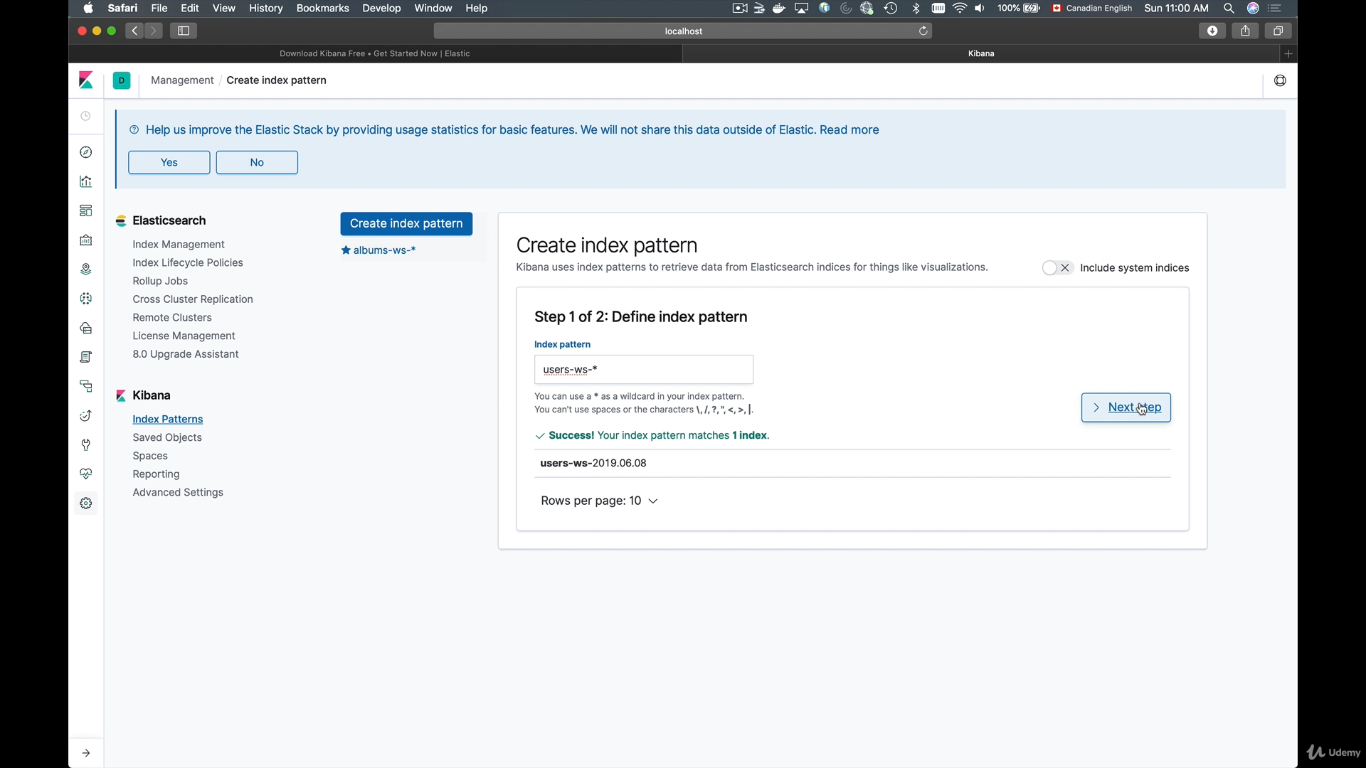 Safari File Edit View History Bookmarks Develop Window Help 100% Canadian English Sun 11:00 AM
localhost
Download Kibana Free • Get Started Now | Elastic Kibana
D Management / Create index pattern
Help us improve the Elastic Stack by providing usage statistics for basic features. We will not share this data outside of Elastic. Read more
Yes No
Elasticsearch
Index Management
Index Lifecycle Policies
Rollup Jobs
Cross Cluster Replication
Remote Clusters
License Management
8.0 Upgrade Assistant
Kibana
Index Patterns
Saved Objects
Spaces
Reporting
Advanced Settings
Create index pattern
albums-ws-*
Create index pattern
Kibana uses index patterns to retrieve data from Elasticsearch indices for things like visualizations.
Include system indices
Step 1 of 2: Define index pattern
Index pattern
users-ws-*
You can use a * as a wildcard in your index pattern.
You can't use spaces or the characters \, /, ?, ", <, >, |.
Next step
Success! Your index pattern matches 1 index.
users-ws-2019.06.08
Rows per page: 10
Udemy